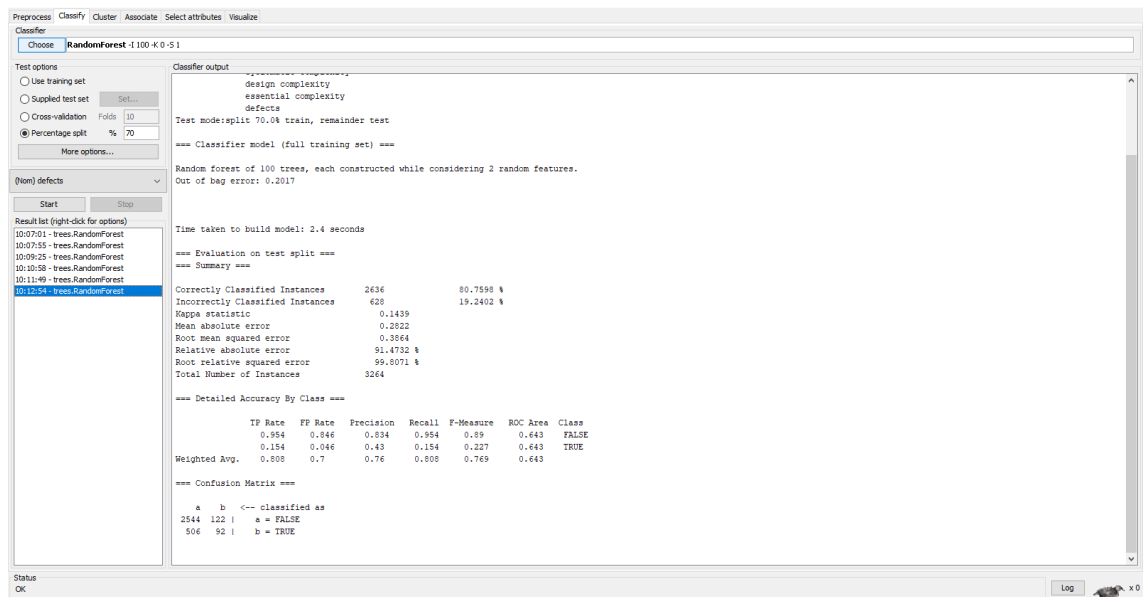 Preprocess Classify Cluster Associate Select attributes Visualize
Classifier
Choose RandomForest -I 100 -K 0 -S 1
Test options
Use training set
Supplied test set Set...
Cross-validation Folds 10
Percentage split % 70
More options...
(Nom) defects
Start Stop
Result list (right-click for options)
10:07:01 - trees.RandomForest
10:07:55 - trees.RandomForest
10:09:25 - trees.RandomForest
10:10:58 - trees.RandomForest
10:11:49 - trees.RandomForest
10:12:54 - trees.RandomForest
Classifier output
design complexity
essential complexity
defects
Test mode:split 70.0% train, remainder test
=== Classifier model (full training set) ===
Random forest of 100 trees, each constructed while considering 2 random features.
Out of bag error: 0.2017
Time taken to build model: 2.4 seconds
=== Evaluation on test split ===
=== Summary ===
Correctly Classified Instances 2636 80.7598 %
Incorrectly Classified Instances 628 19.2402 %
Kappa statistic 0.1439
Mean absolute error 0.2822
Root mean squared error 0.3864
Relative absolute error 91.4732 %
Root relative squared error 99.8071 %
Total Number of Instances 3264
=== Detailed Accuracy By Class ===
TP Rate FP Rate Precision Recall F-Measure ROC Area Class
0.954 0.846 0.834 0.954 0.89 0.643 FALSE
0.154 0.046 0.43 0.154 0.227 0.643 TRUE
Weighted Avg. 0.808 0.7 0.76 0.808 0.769 0.643
=== Confusion Matrix ===
a b <-- classified as
2544 122 | a = FALSE
506 92 | b = TRUE
Status
OK
Log x 0